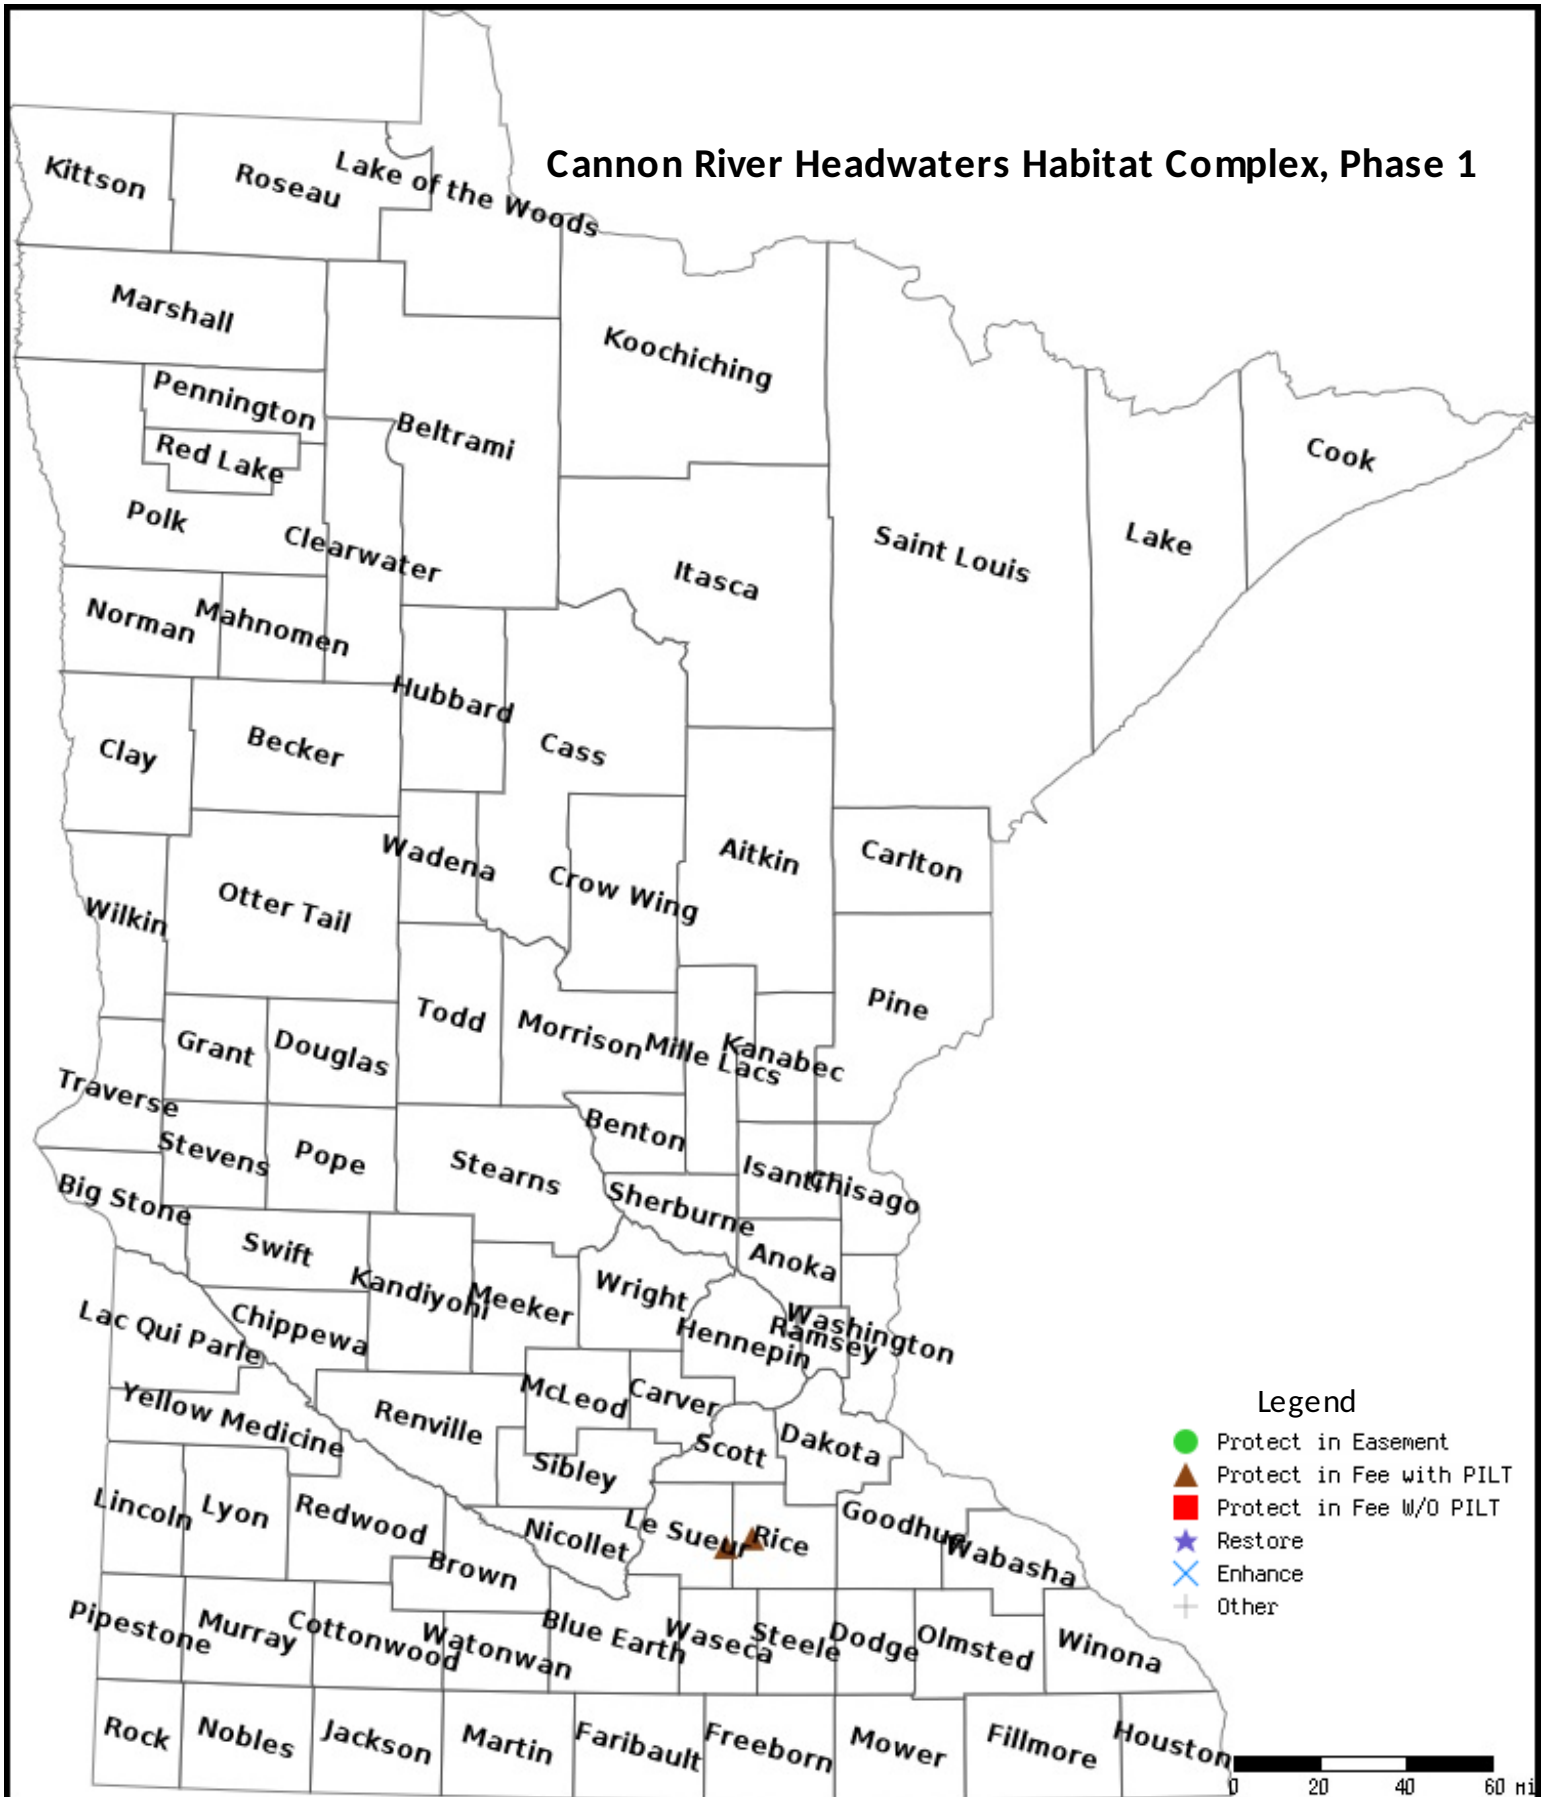 Cannon River Headwaters Habitat Complex, Phase 1
Kittson
Roseau
Lake of the Woods
Marshall
Koochiching
Pennington
Beltrami
Red Lake
Cook
Polk
Clearwater
Saint Louis
Lake
Itasca
Norman
Mahnomen
Hubbard
Clay
Becker
Cass
Wadena
Aitkin
Carlton
Otter Tail
Crow Wing
Wilkin
Todd
Morrison
Pine
Grant
Douglas
Mille Lacs
Kanabec
Traverse
Benton
Stevens
Pope
Stearns
Isanti
Chisago
Big Stone
Sherburne
Swift
Anoka
Kandiyohi
Meeker
Wright
Lac Qui Parle
Chippewa
Hennepin
Ramsey
Washington
McLeod
Carver
Yellow Medicine
Renville
Scott
Dakota
Sibley
Lincoln
Lyon
Redwood
Nicollet
Le Sueur
Rice
Goodhue
Wabasha
Brown
Pipestone
Murray
Cottonwood
Watonwan
Blue Earth
Waseca
Steele
Dodge
Olmsted
Winona
Rock
Nobles
Jackson
Martin
Faribault
Freeborn
Mower
Fillmore
Houston
Legend
Protect in Easement
Protect in Fee with PILT
Protect in Fee W/O PILT
Restore
Enhance
Other
0 20 40 60 mi